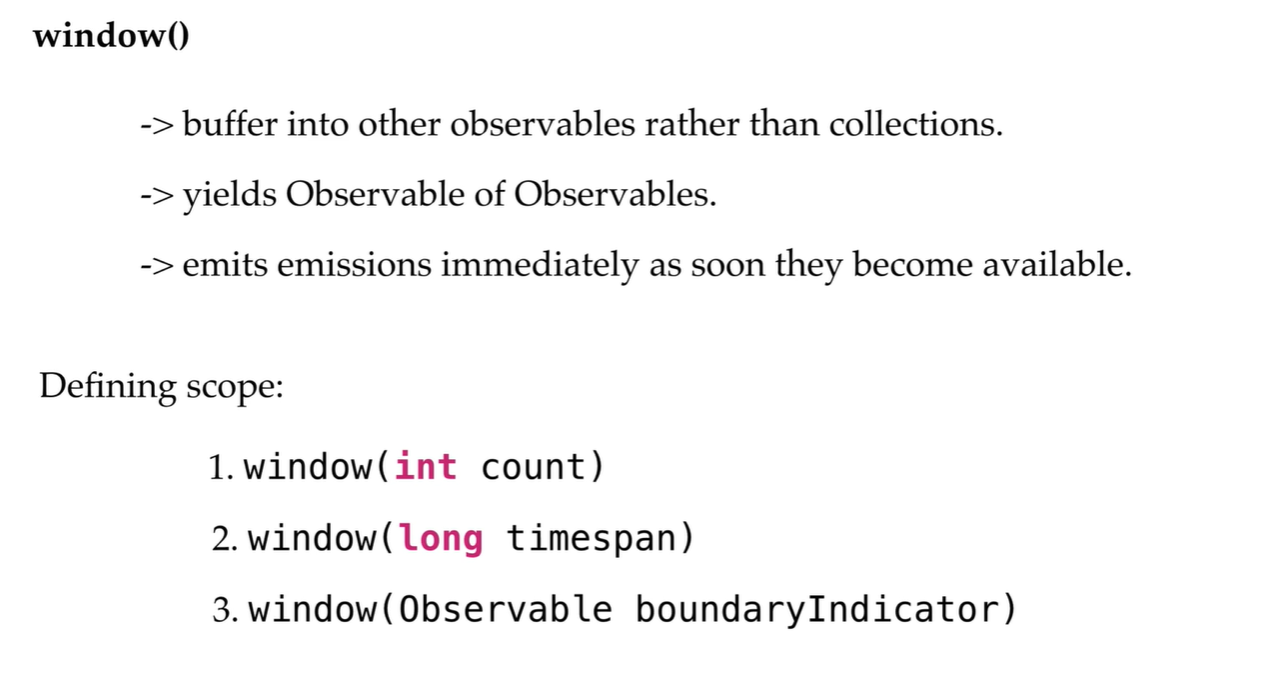 window()
-> buffer into other observables rather than collections.
-> yields Observable of Observables.
-> emits emissions immediately as soon they become available.
Defining scope:
1. window(int count)
2. window(long timespan)
3. window(Observable boundaryIndicator)